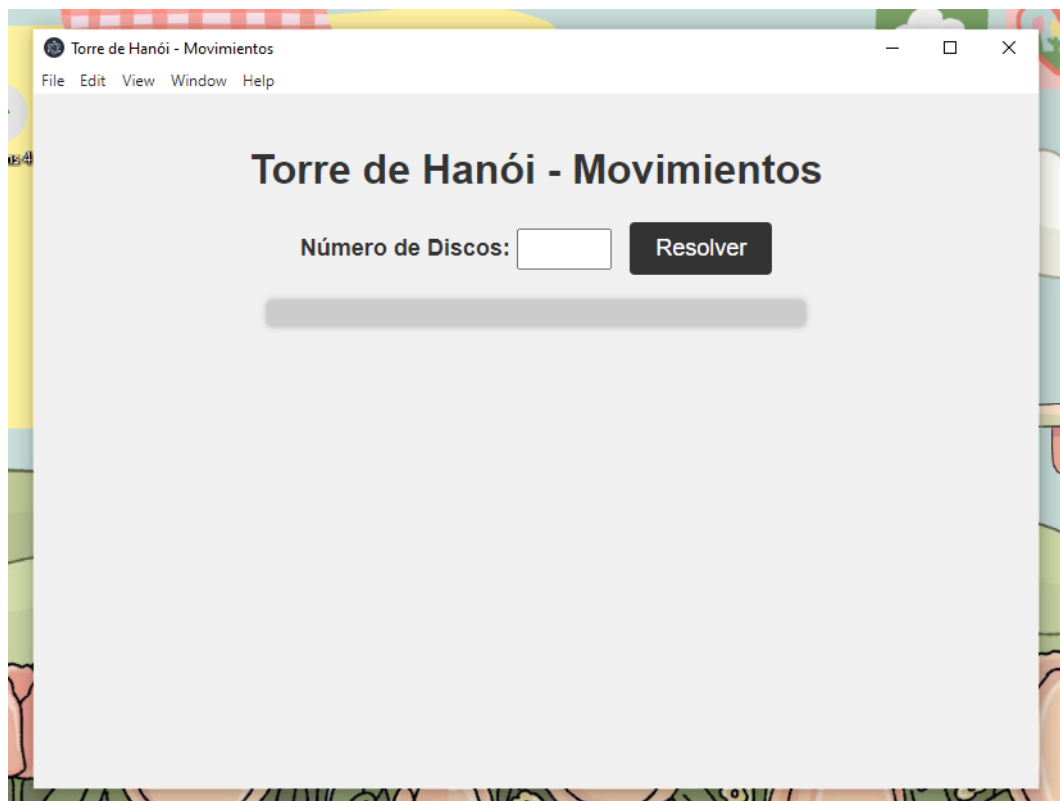 Torre de Hanói - Movimientos
File Edit View Window Help
Torre de Hanói - Movimientos
Número de Discos: Resolver